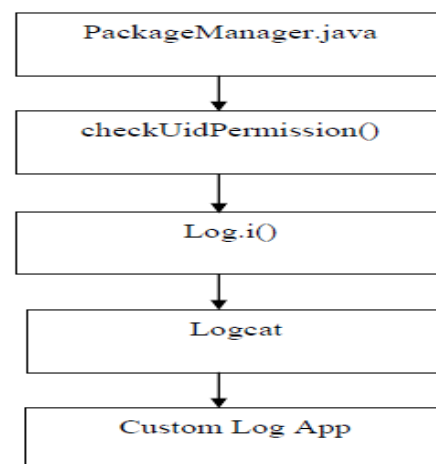 PackageManager.java
checkUidPermission()
Log.i()
Logcat
Custom Log App